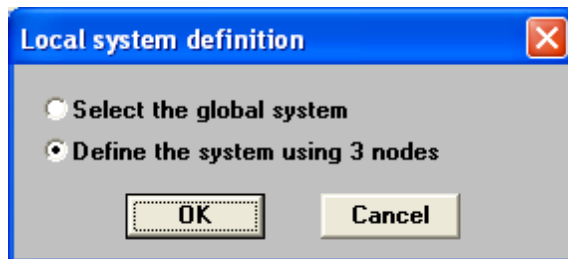 Local system definition
Select the global system
Define the system using 3 nodes
OK Cancel